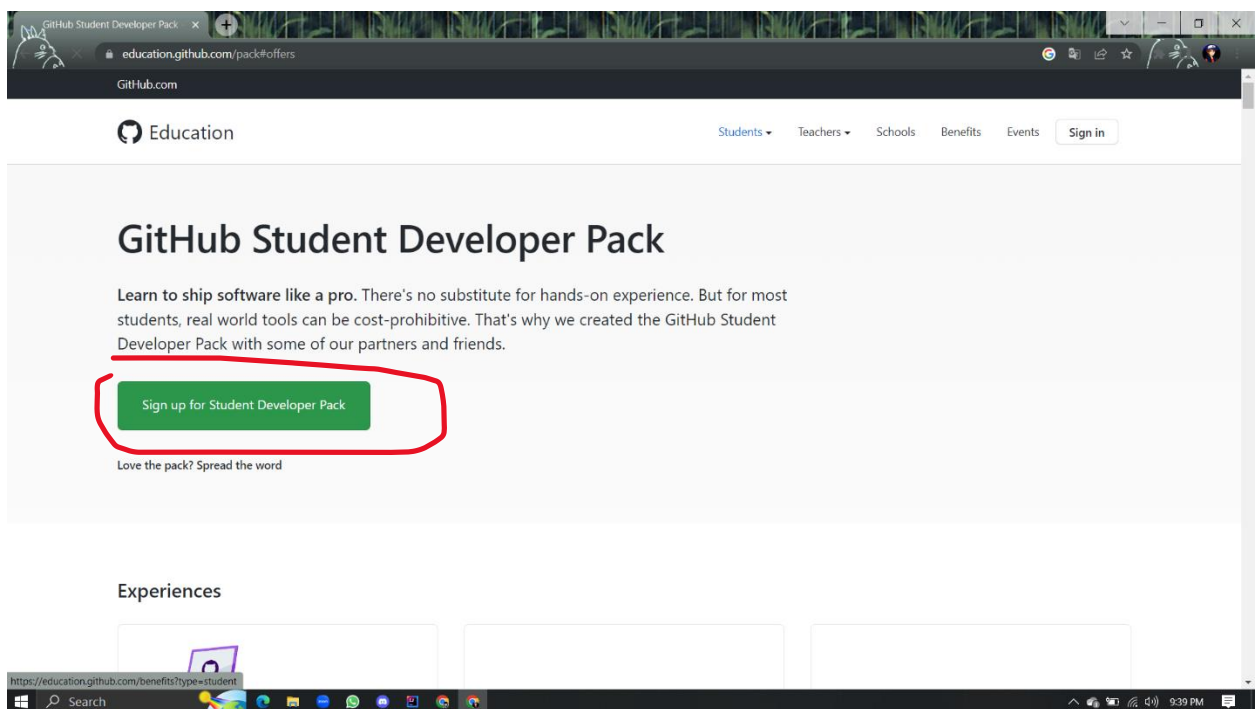 GitHub Student Developer Pack
education.github.com/pack#offers
GitHub.com
Education
Students
Teachers
Schools
Benefits
Events
Sign in
GitHub Student Developer Pack
Learn to ship software like a pro. There's no substitute for hands-on experience. But for most
students, real world tools can be cost-prohibitive. That's why we created the GitHub Student
Developer Pack with some of our partners and friends.
Sign up for Student Developer Pack
Love the pack? Spread the word
Experiences
https://education.github.com/benefits?type=student
Search
9:39 PM